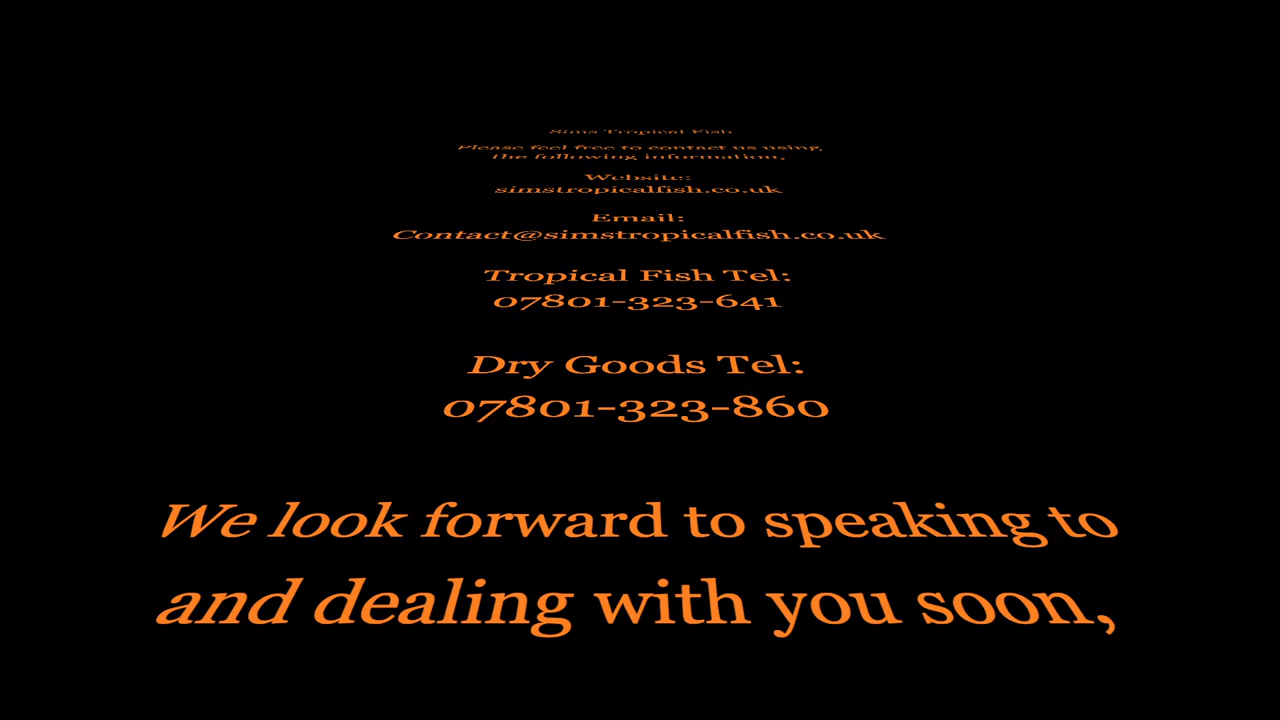 Sims Tropical Fish
Please feel free to contact us using
the following information,
Website:
simstropicalfish.co.uk
Email:
Contact@simstropicalfish.co.uk
Tropical Fish Tel:
07801-323-641
Dry Goods Tel:
07801-323-860
We look forward to speaking to
and dealing with you soon,